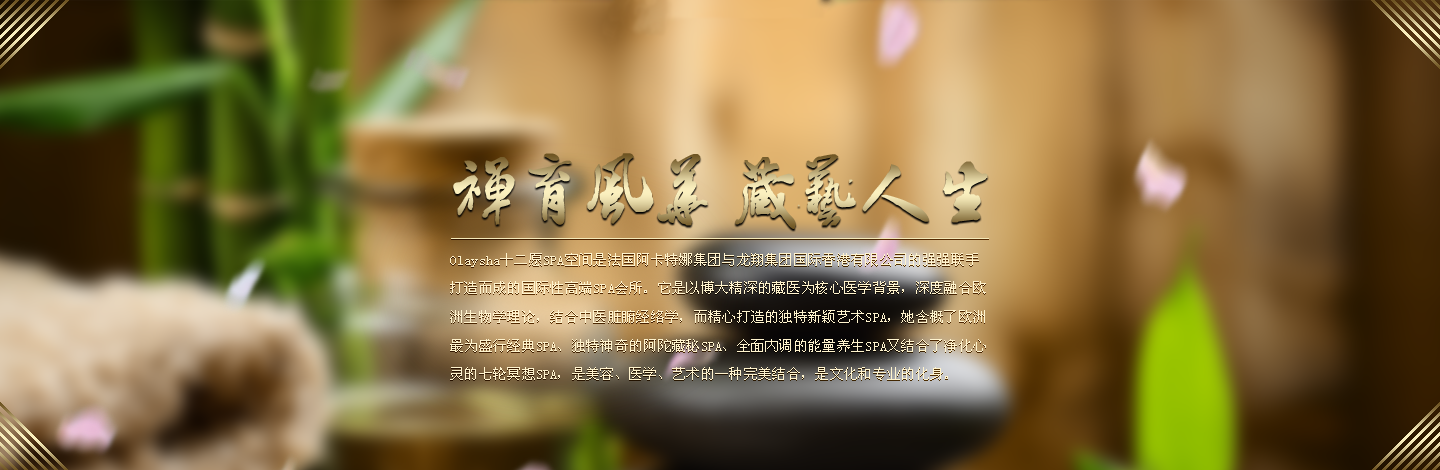 禅育風華 藏藝人生
Olaysha十二愿SPA空间是法国阿卡特娜集团与龙翔集团国际香港有限公司的强强联手
打造而成的国际性高端SPA会所。它是以博大精深的藏医为核心医学背景，深度融合欧
洲生物学理论、结合中医脏腑经络学，而精心打造的独特新颖艺术SPA，她含概了欧洲
最为盛行经典SPA、独特神奇的阿陀藏秘SPA、全面内调的能量养生SPA又结合了净化心
灵的七轮冥想SPA，是美容、医学、艺术的一种完美结合，是文化和专业的化身。